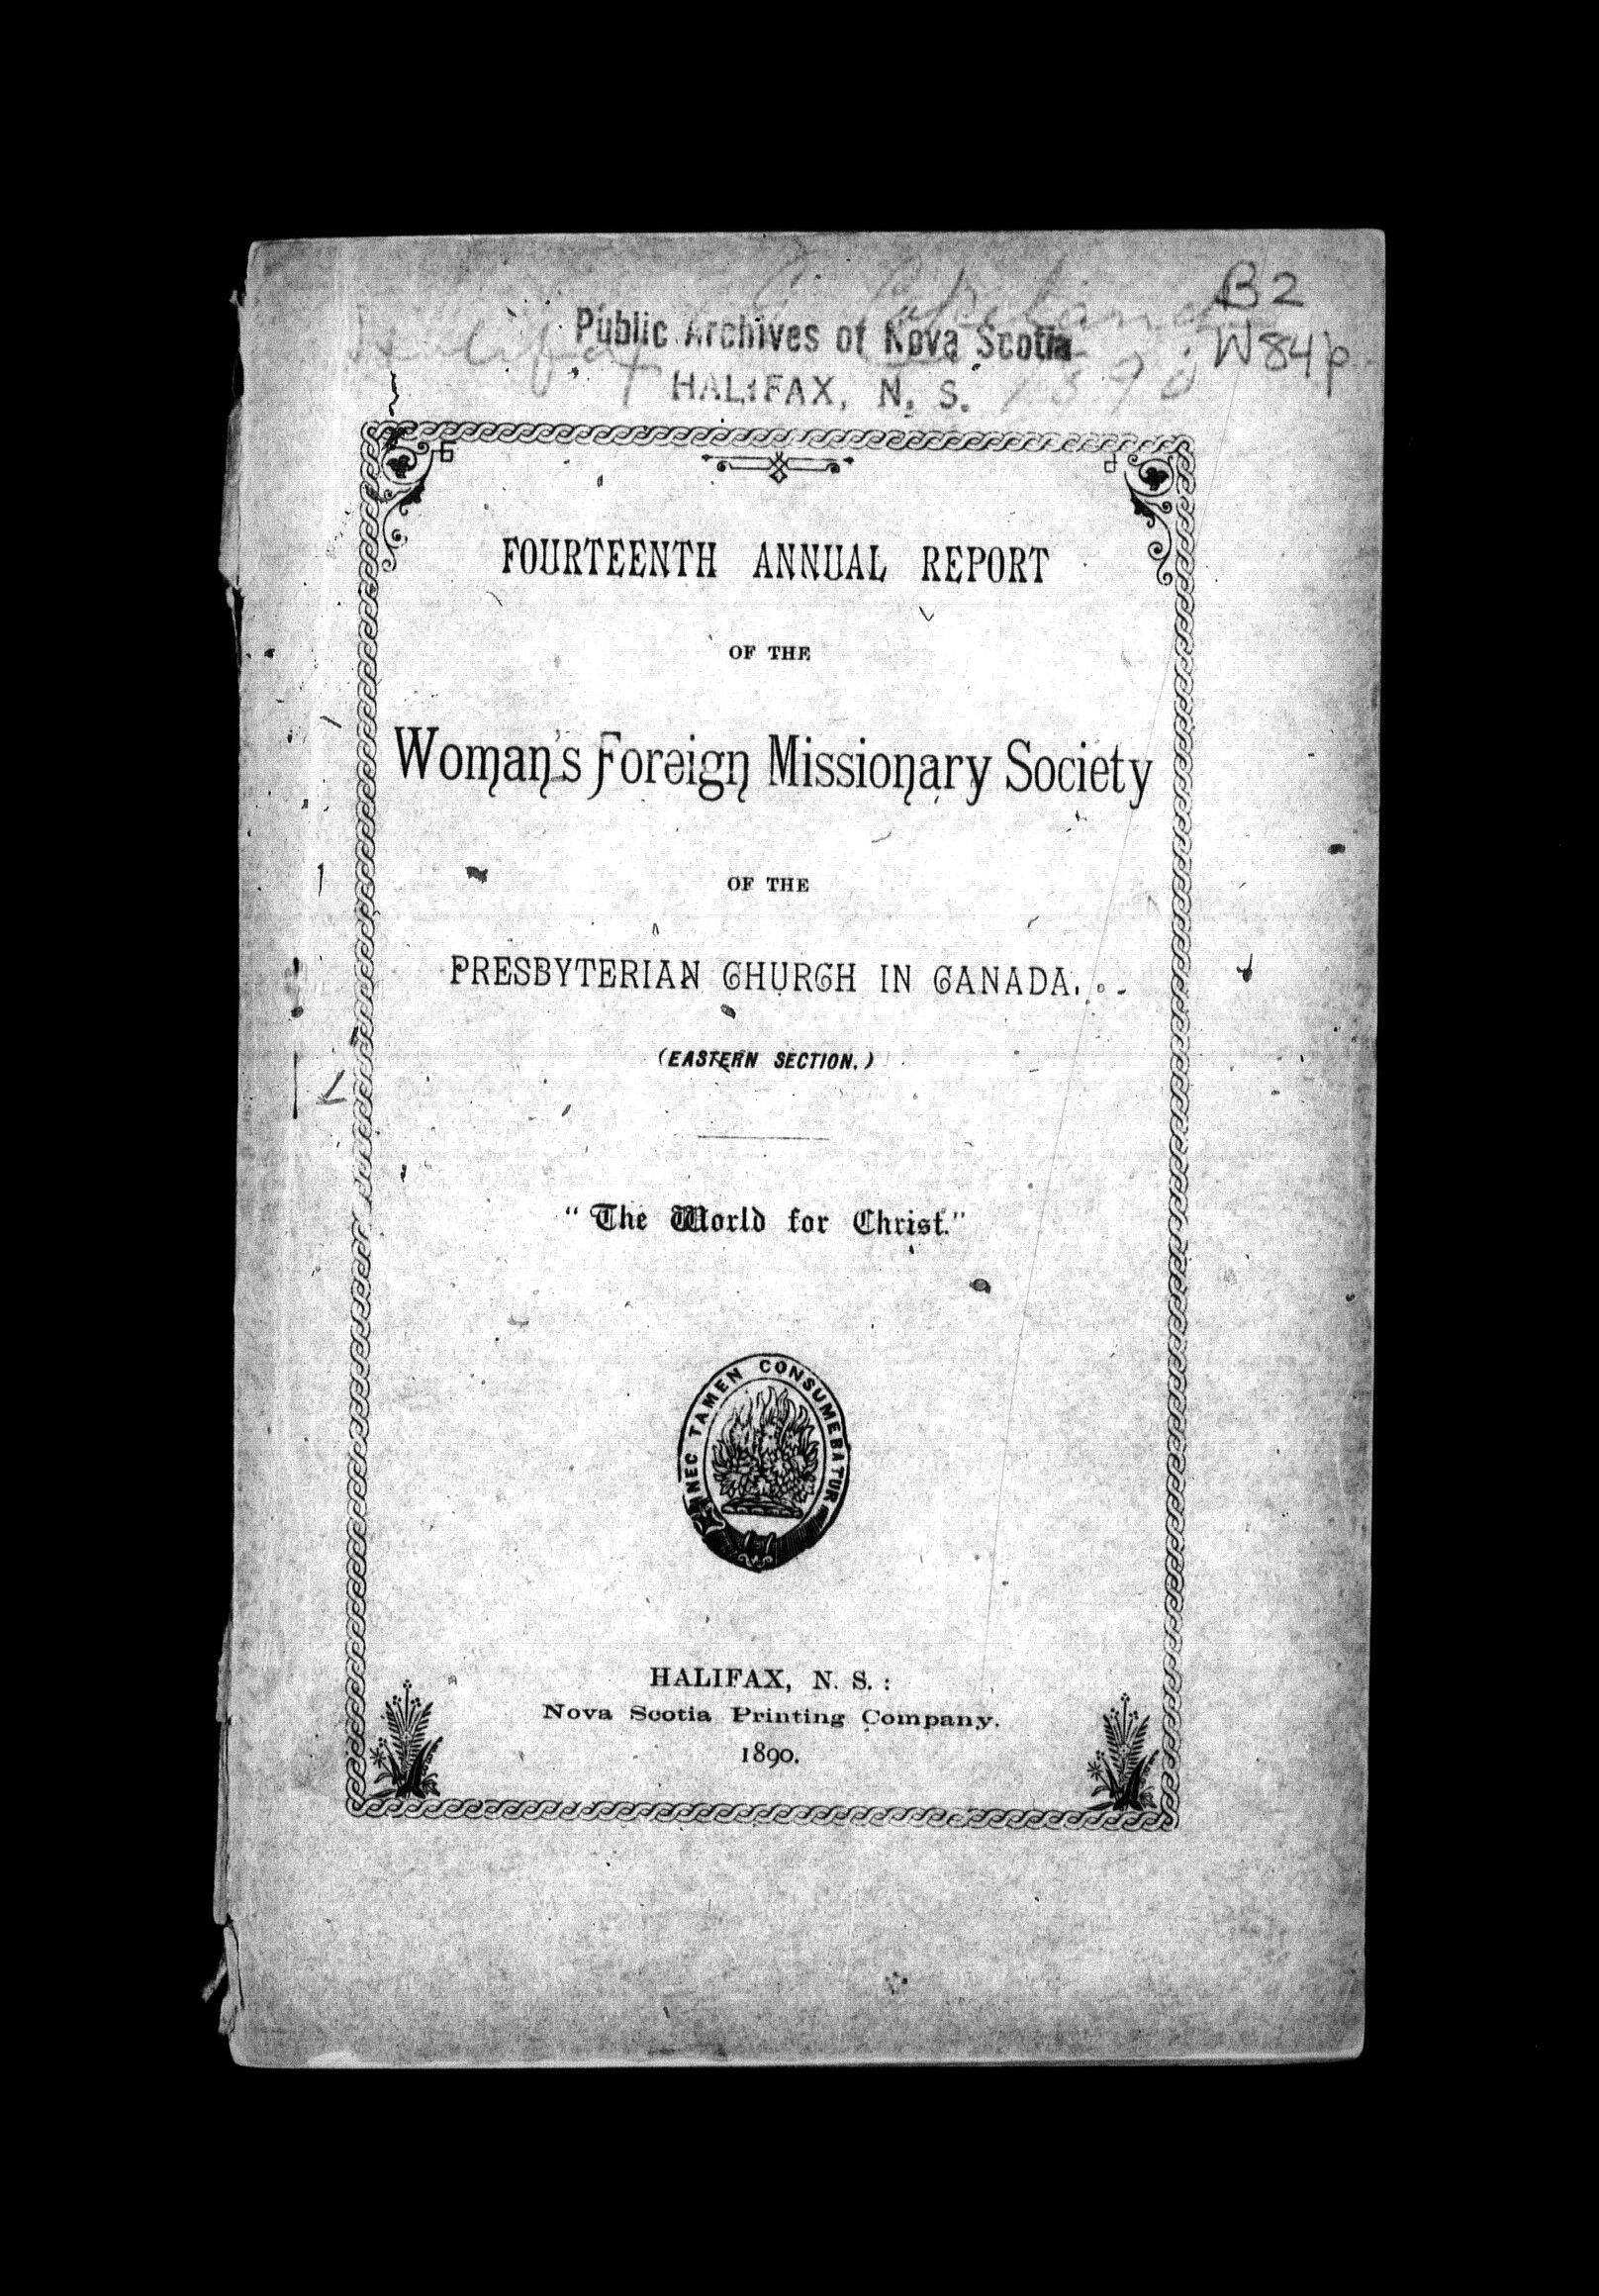 B2
W84p
Public Archives of Nova Scotia
Halifax 1890
HALIFAX, N. S.
FOURTEENTH ANNUAL REPORT
OF THE
Woman's Foreign Missionary Society
OF THE
PRESBYTERIAN CHURCH IN CANADA.
(EASTERN SECTION.)
"The World for Christ."
NEC TAMEN CONSUMEBATUR
HALIFAX, N. S. :
Nova Scotia Printing Company.
1890.